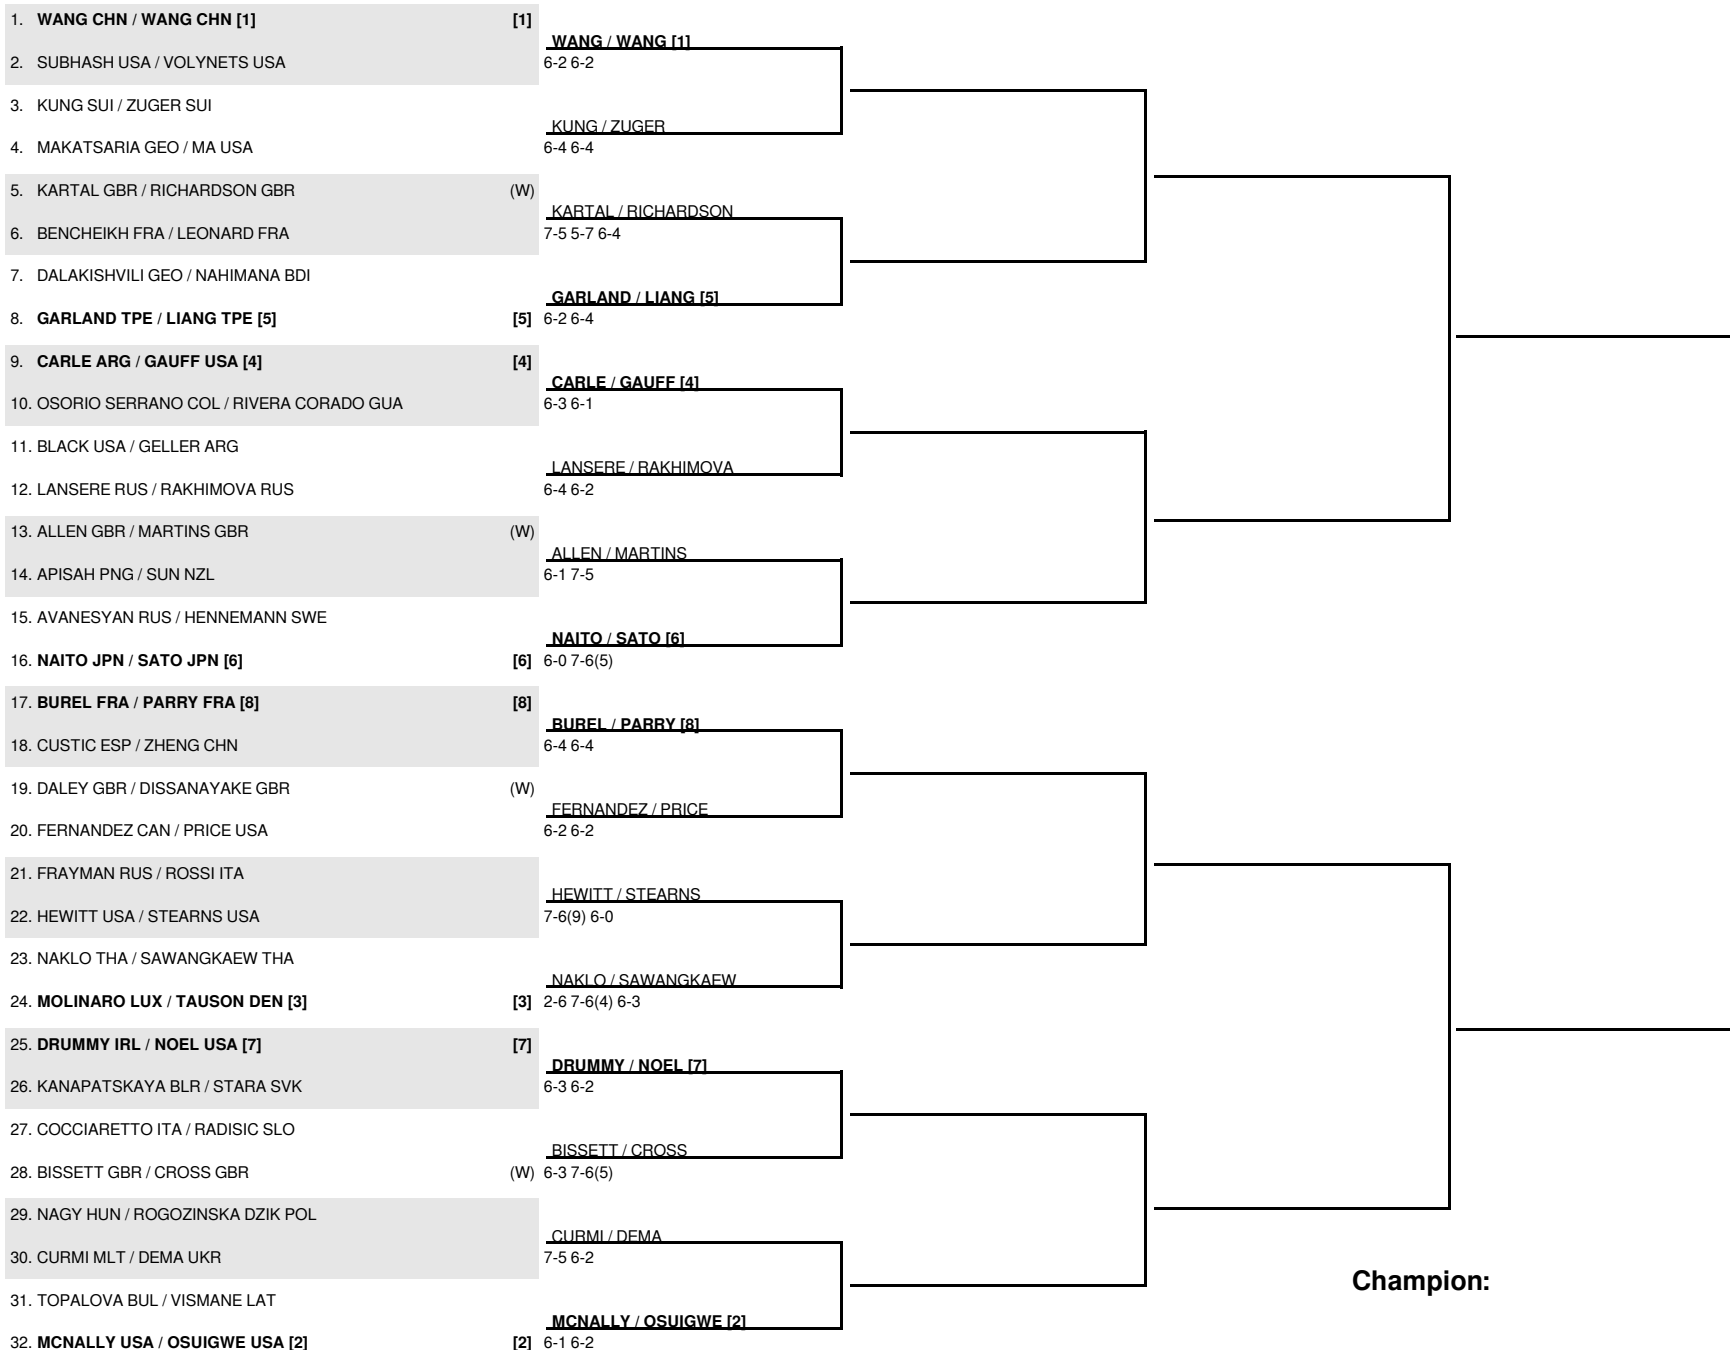 1. WANG CHN / WANG CHN [1] [1]
WANG / WANG [1]
2. SUBHASH USA / VOLYNETS USA 6-2 6-2
3. KUNG SUI / ZUGER SUI
KUNG / ZUGER
4. MAKATSARIA GEO / MA USA 6-4 6-4
5. KARTAL GBR / RICHARDSON GBR (W)
KARTAL / RICHARDSON
6. BENCHEIKH FRA / LEONARD FRA 7-5 5-7 6-4
7. DALAKISHVILI GEO / NAHIMANA BDI
GARLAND / LIANG [5]
8. GARLAND TPE / LIANG TPE [5] [5] 6-2 6-4
9. CARLE ARG / GAUFF USA [4] [4]
CARLE / GAUFF [4]
10. OSORIO SERRANO COL / RIVERA CORADO GUA 6-3 6-1
11. BLACK USA / GELLER ARG
LANSERE / RAKHIMOVA
12. LANSERE RUS / RAKHIMOVA RUS 6-4 6-2
13. ALLEN GBR / MARTINS GBR (W)
ALLEN / MARTINS
14. APISAH PNG / SUN NZL 6-1 7-5
15. AVANESYAN RUS / HENNEMANN SWE
NAITO / SATO [6]
16. NAITO JPN / SATO JPN [6] [6] 6-0 7-6(5)
17. BUREL FRA / PARRY FRA [8] [8]
BUREL / PARRY [8]
18. CUSTIC ESP / ZHENG CHN 6-4 6-4
19. DALEY GBR / DISSANAYAKE GBR (W)
FERNANDEZ / PRICE
20. FERNANDEZ CAN / PRICE USA 6-2 6-2
21. FRAYMAN RUS / ROSSI ITA
HEWITT / STEARNS
22. HEWITT USA / STEARNS USA 7-6(9) 6-0
23. NAKLO THA / SAWANGKAEW THA
NAKLO / SAWANGKAEW
24. MOLINARO LUX / TAUSON DEN [3] [3] 2-6 7-6(4) 6-3
25. DRUMMY IRL / NOEL USA [7] [7]
DRUMMY / NOEL [7]
26. KANAPATSKAYA BLR / STARA SVK 6-3 6-2
27. COCCIARETTO ITA / RADISIC SLO
BISSETT / CROSS
28. BISSETT GBR / CROSS GBR (W) 6-3 7-6(5)
29. NAGY HUN / ROGOZINSKA DZIK POL
CURMI / DEMA
30. CURMI MLT / DEMA UKR 7-5 6-2
Champion:
31. TOPALOVA BUL / VISMANE LAT
MCNALLY / OSUIGWE [2]
32. MCNALLY USA / OSUIGWE USA [2] [2] 6-1 6-2